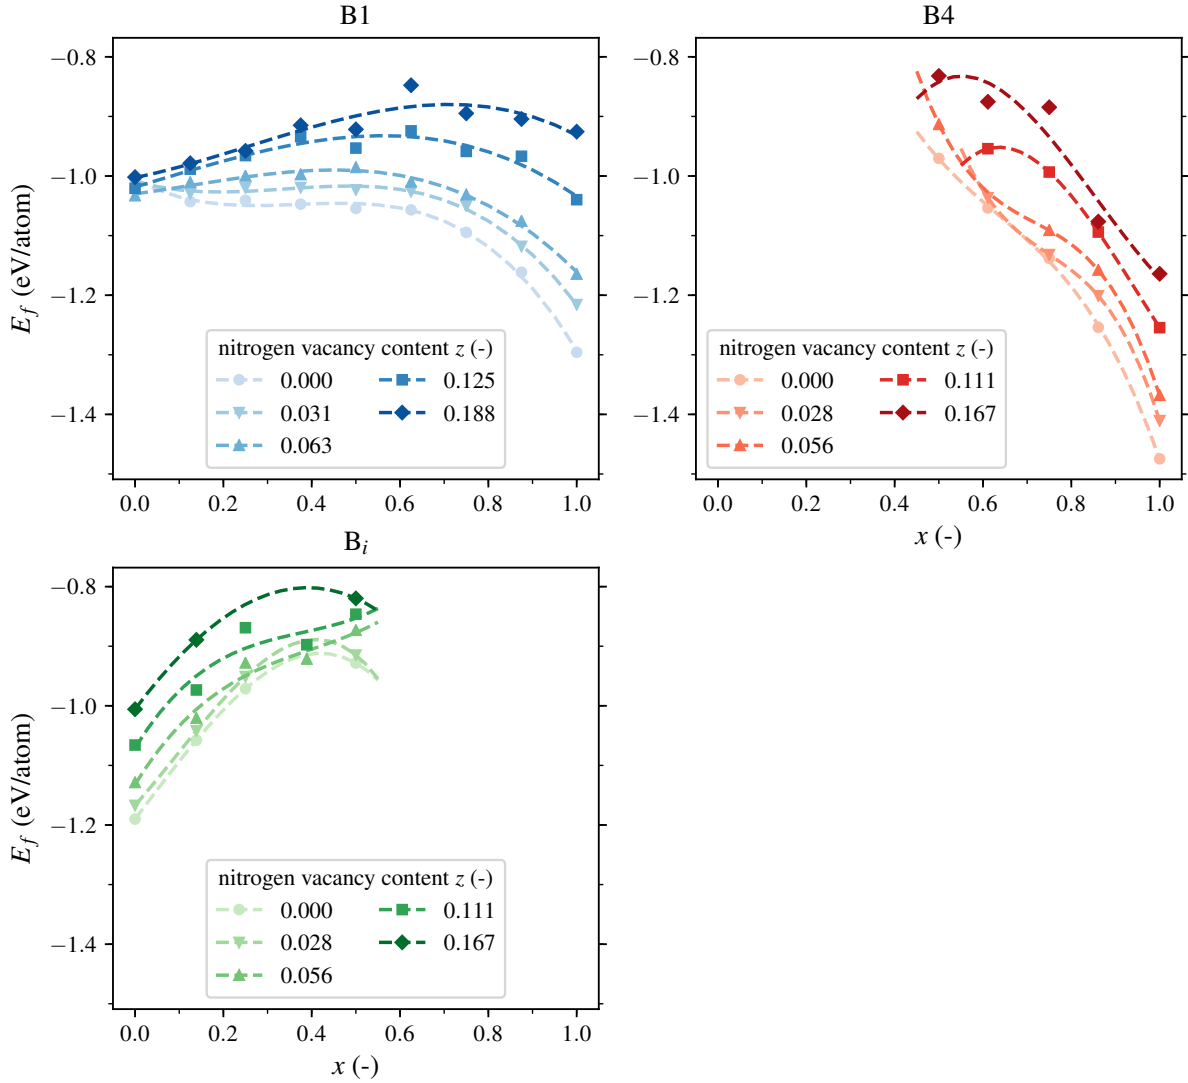 B1
−0.8
−1.0
−1.2
−1.4
E_f (eV/atom)
nitrogen vacancy content z (-)
0.000 0.125
0.031 0.188
0.063
0.0 0.2 0.4 0.6 0.8 1.0
B4
−0.8
−1.0
−1.2
−1.4
nitrogen vacancy content z (-)
0.000 0.111
0.028 0.167
0.056
0.0 0.2 0.4 0.6 0.8 1.0
x (-)
B_i
−0.8
−1.0
−1.2
−1.4
E_f (eV/atom)
nitrogen vacancy content z (-)
0.000 0.111
0.028 0.167
0.056
0.0 0.2 0.4 0.6 0.8 1.0
x (-)